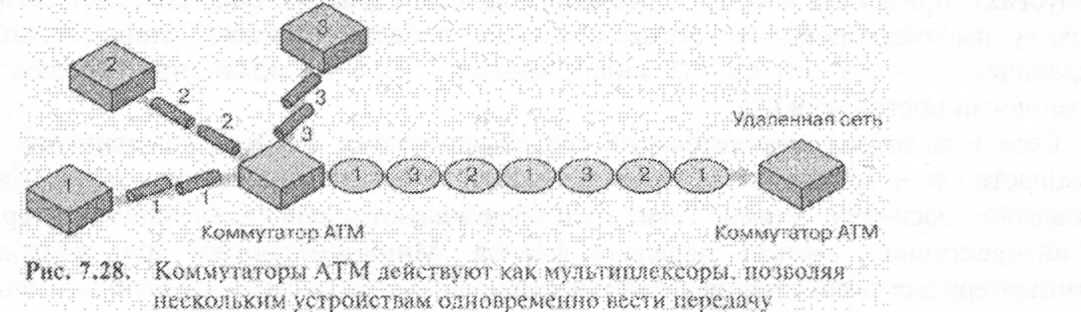 3
2
2
3
2
3
Удаленная сеть
1
1
1
1 3 2 1 3 2 1
Коммутатор АТМ
Коммутатор АТМ
Рис. 7.28. Коммутаторы АТМ действуют как мультиплексоры, позволяя
нескольким устройствам одновременно вести передачу